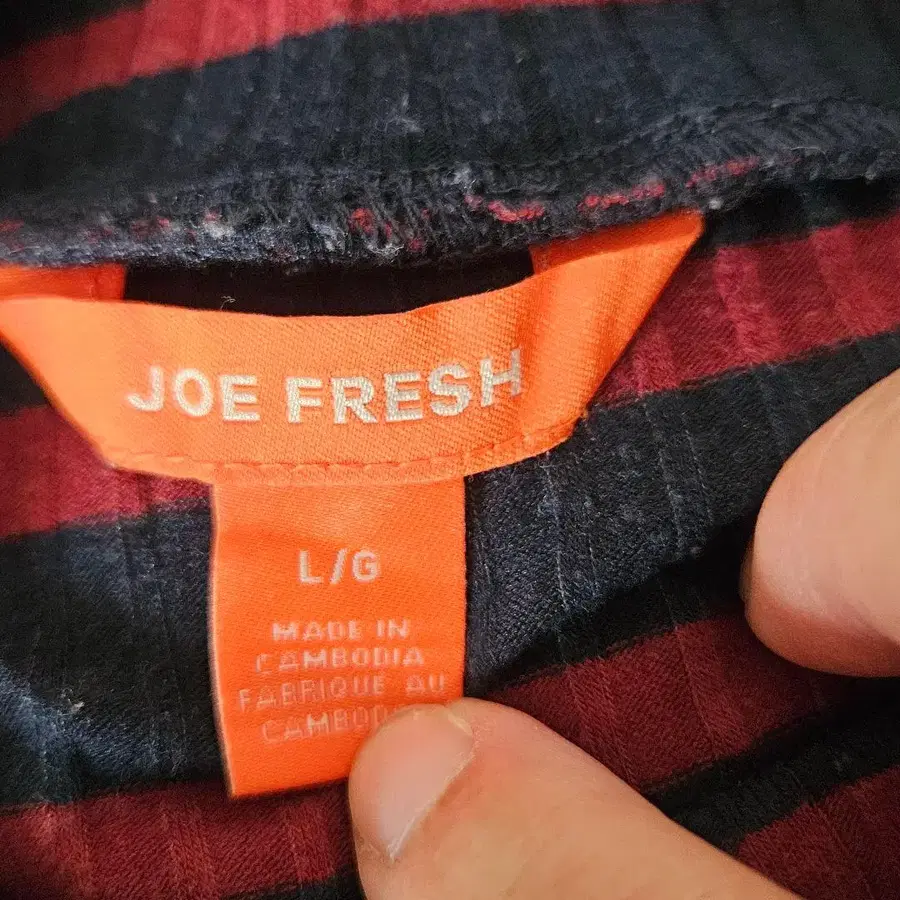 JOE FRESH
L/G
MADE IN
CAMBODIA
FABRIQUE AU